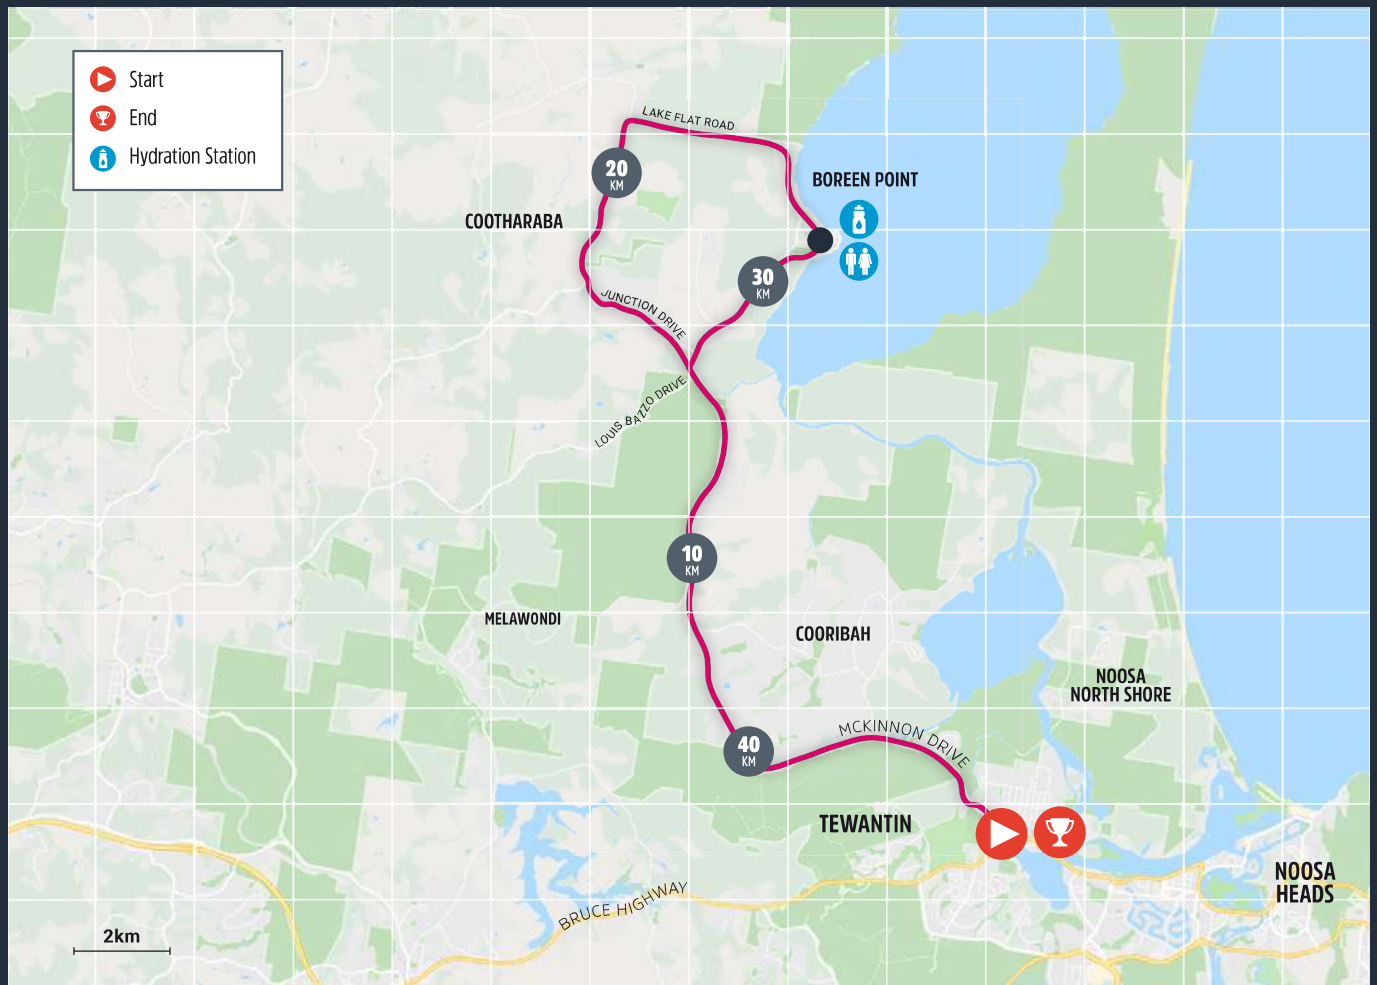 Start
End
Hydration Station
LAKE FLAT ROAD
20
KM
BOREEN POINT
COOTHARABA
30
KM
JUNCTION DRIVE
LOUIS BAZZO DRIVE
10
KM
MELAWONDI
COORIBAH
NOOSA
NORTH SHORE
MCKINNON DRIVE
40
KM
TEWANTIN
NOOSA
HEADS
BRUCE HIGHWAY
2km